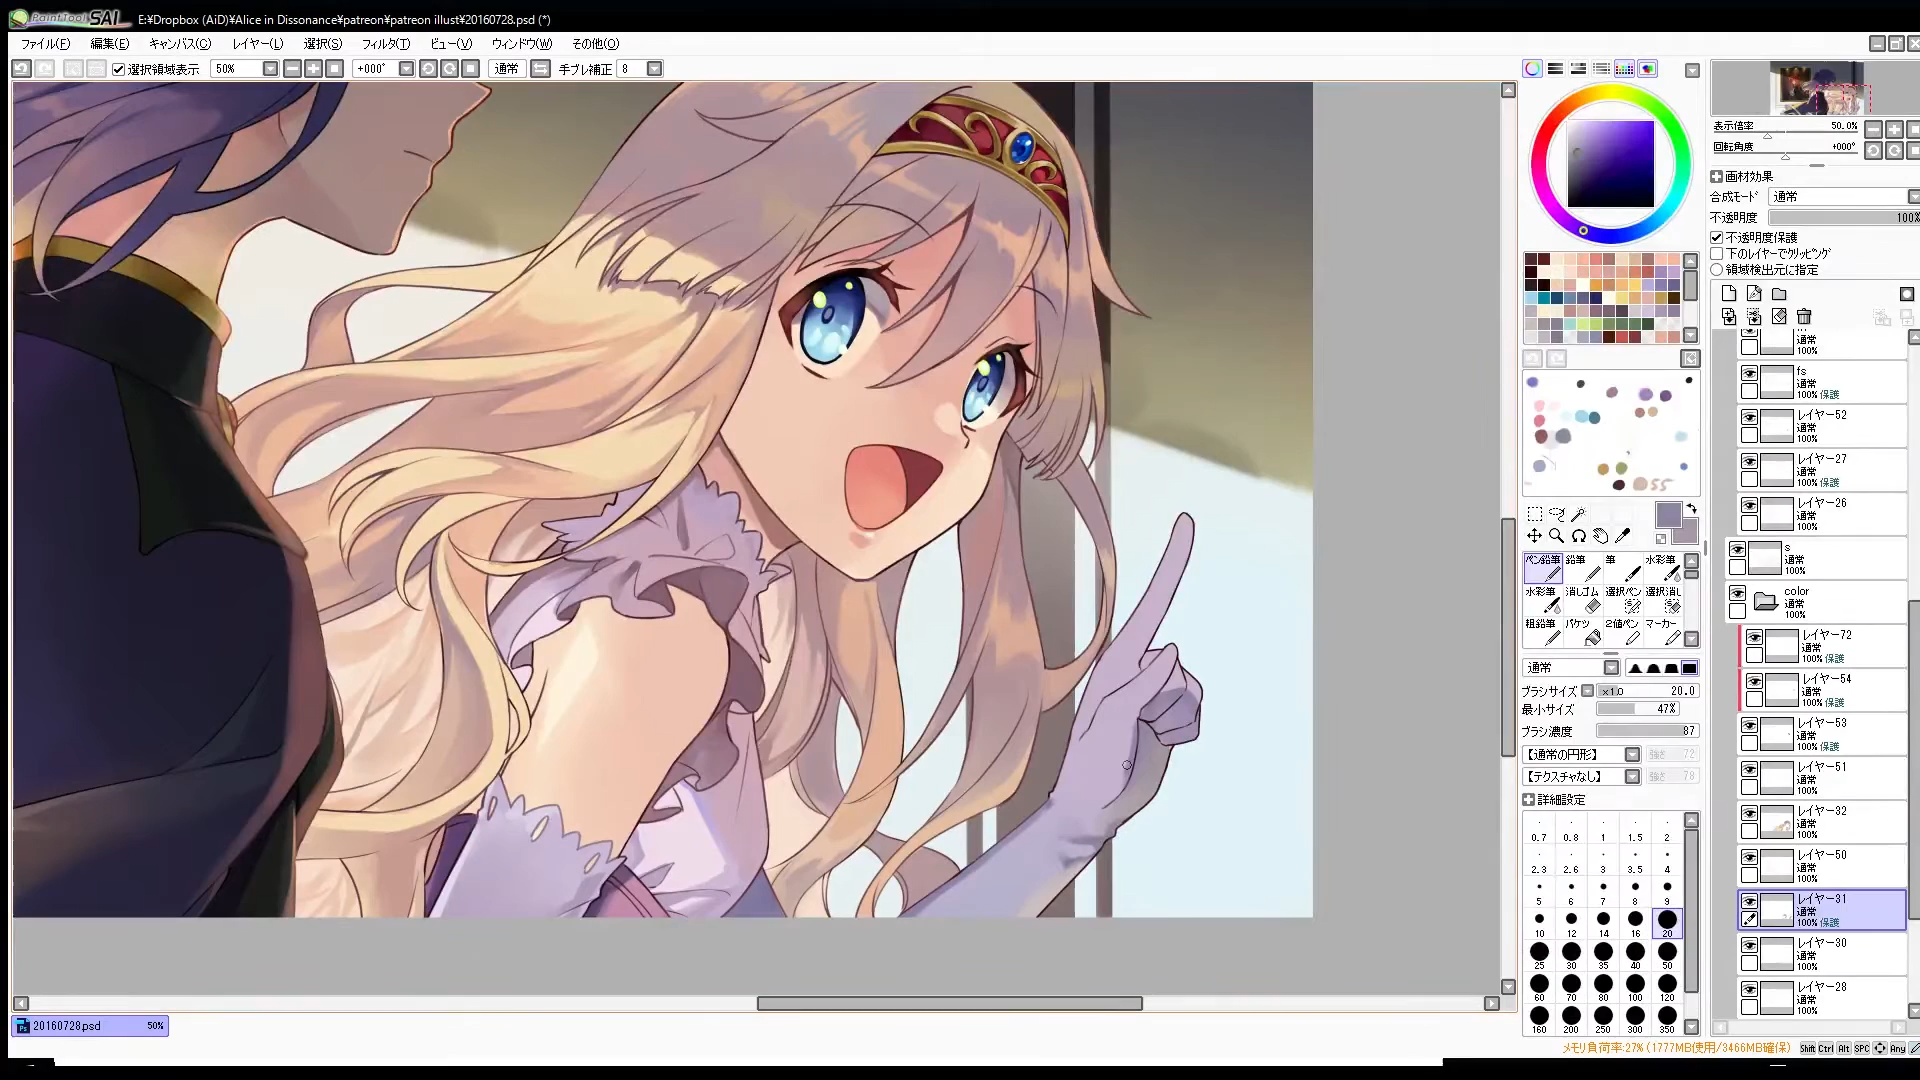 PaintTool SAI E:¥Dropbox (AiD)¥Alice in Dissonance¥patreon¥patreon illust¥20160728.psd (*)
ファイル(F) 編集(E) キャンバス(C) レイヤー(L) 選択(S) フィルタ(T) ビュー(V) ウィンドウ(W) その他(O)
選択領域表示 50% +000° 通常 手ブレ補正 8
表示倍率 50.0%
回転角度 +000°
画材効果
合成モード 通常
不透明度 100%
不透明度保護
下のレイヤーでクリッピング
領域検出元に指定
通常
100%
fs
通常
100% 保護
レイヤー52
通常
100%
レイヤー27
通常
100% 保護
レイヤー26
通常
100%
s
通常
100%
color
通常
100%
レイヤー72
通常
100% 保護
レイヤー54
通常
100% 保護
レイヤー53
通常
100% 保護
レイヤー51
通常
100%
レイヤー32
通常
100%
レイヤー50
通常
100%
レイヤー31
通常
100% 保護
レイヤー30
通常
100%
レイヤー28
通常
100%
ペン鉛筆 鉛筆 筆 水彩筆
水彩筆 消しゴム 選択ペン 選択消し
粗鉛筆 バケツ 2値ペン マーカー
通常
ブラシサイズ x1.0 20.0
最小サイズ 47%
ブラシ濃度 87
【通常の円形】 強さ 72
【テクスチャなし】 強さ 78
詳細設定
0.7 0.8 1 1.5 2
2.3 2.6 3 3.5 4
5 6 7 8 9
10 12 14 16 20
25 30 35 40 50
60 70 80 100 120
160 200 250 300 350
20160728.psd 50%
メモリ負荷率:27% (1777MB使用/3466MB確保) Shift Ctrl Alt SPC Any